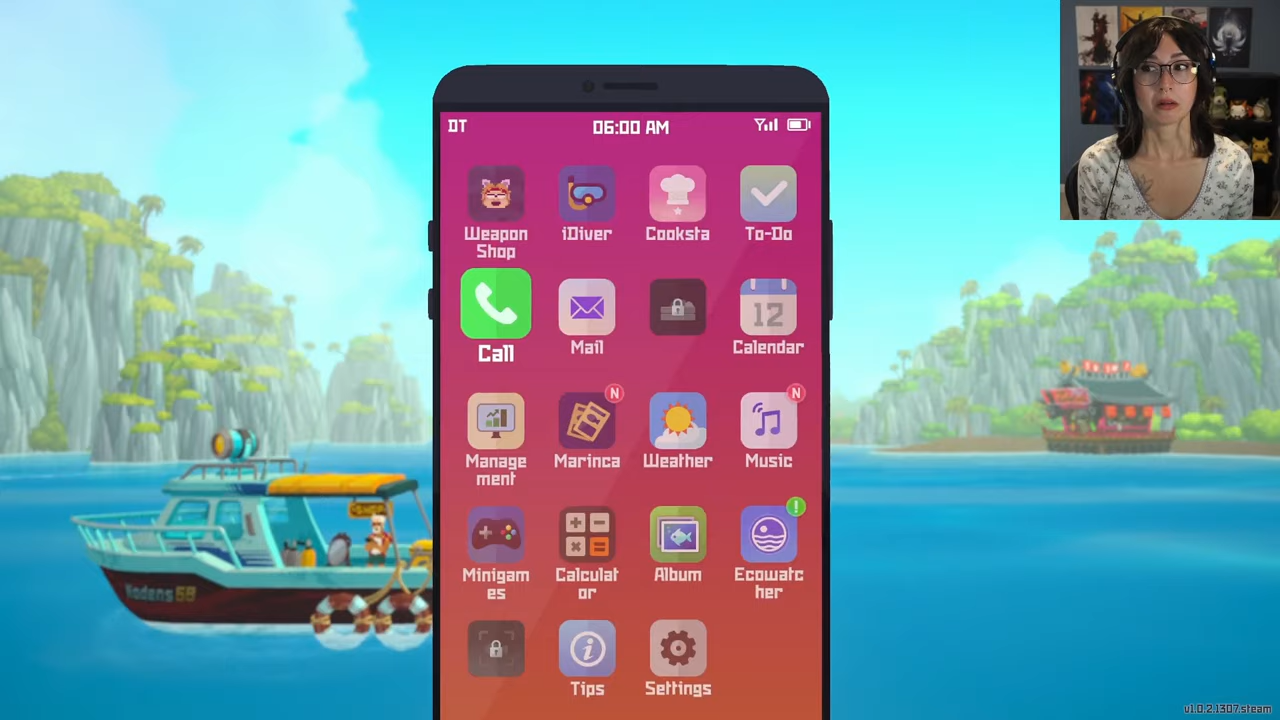 DT
06:00 AM
Weapon
Shop
iDiver
Cooksta
To-Do
Call
Mail
12
Calendar
N
N
Manage
ment
Marinca
Weather
Music
!
Minigam
es
Calculat
or
Album
Ecowatc
her
Tips
Settings
Nodens58
v1.0.2.1307.steam